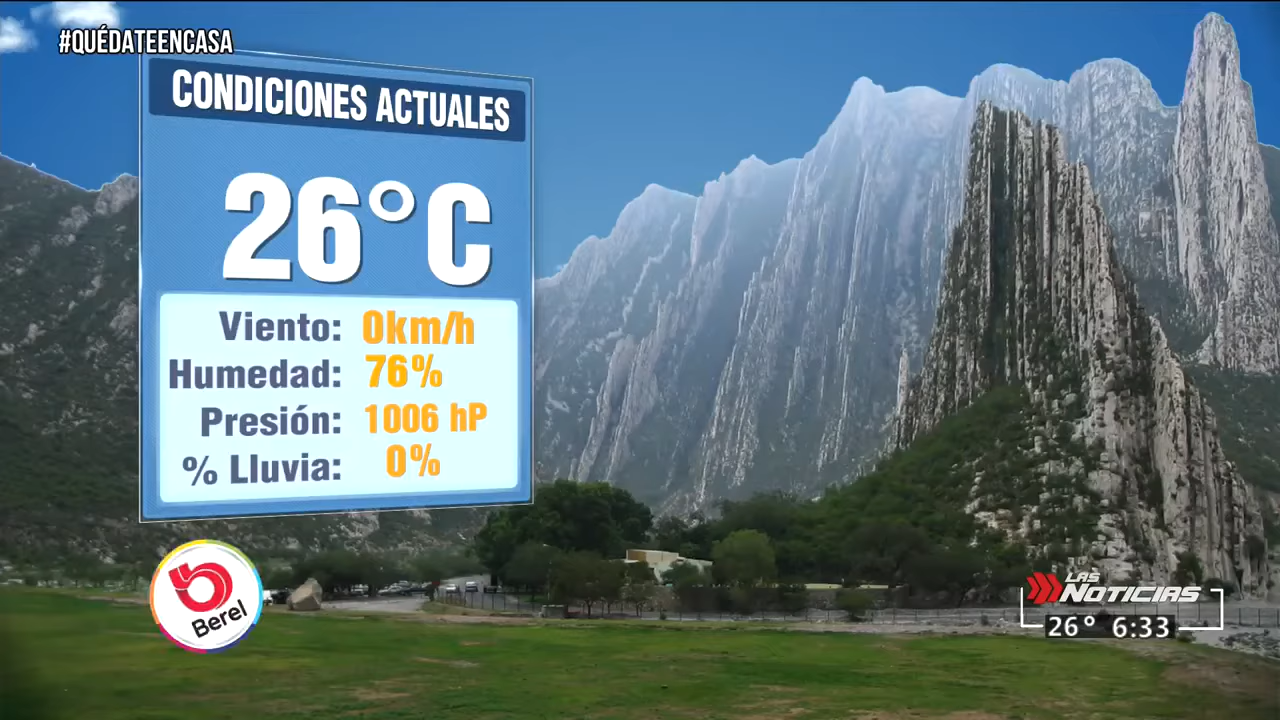 #QUÉDATEENCASA
CONDICIONES ACTUALES
26°C
Viento: 0km/h
Humedad: 76%
Presión: 1006 hP
% Lluvia: 0%
Berel
LAS
NOTICIAS
26° 6:33